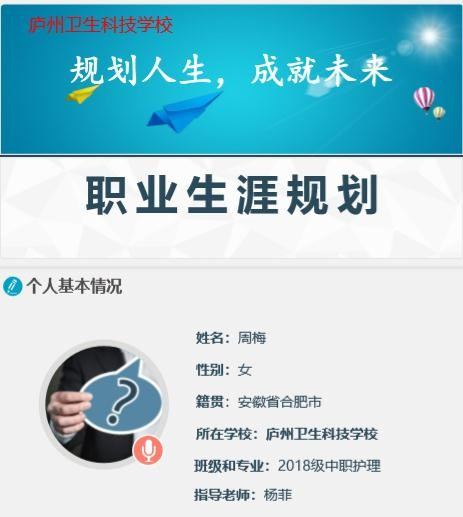 庐州卫生科技学校
规划人生，成就未来
职业生涯规划
个人基本情况
姓名：周梅
性别：女
籍贯：安徽省合肥市
所在学校：庐州卫生科技学校
班级和专业：2018级中职护理
指导老师：杨菲
?